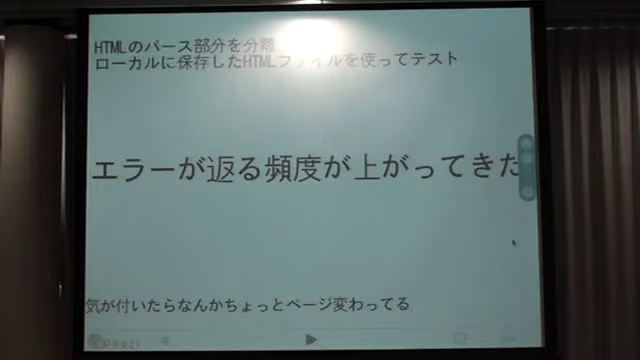 HTMLのパース部分を分離
ローカルに保存したHTMLファイルを使ってテスト
エラーが返る頻度が上がってきた
気が付いたらなんかちょっとページ変わってる